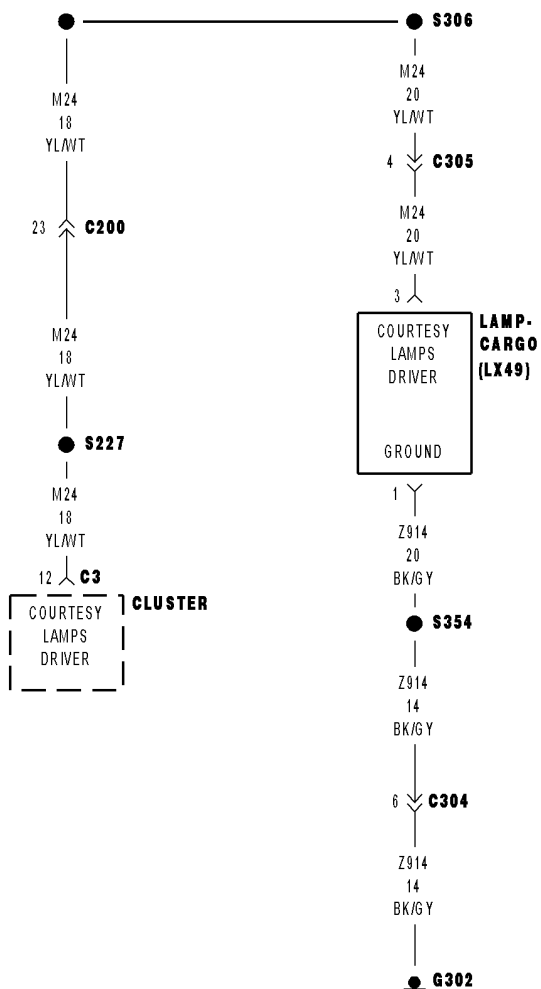 S306
M24
18
YL/WT
23
C200
M24
18
YL/WT
S227
M24
18
YL/WT
12
C3
CLUSTER
COURTESY
LAMPS
DRIVER
M24
20
YL/WT
4
C305
M24
20
YL/WT
3
LAMP-
CARGO
(LX49)
COURTESY
LAMPS
DRIVER
GROUND
1
Z914
20
BK/GY
S354
Z914
14
BK/GY
6
C304
Z914
14
BK/GY
G302